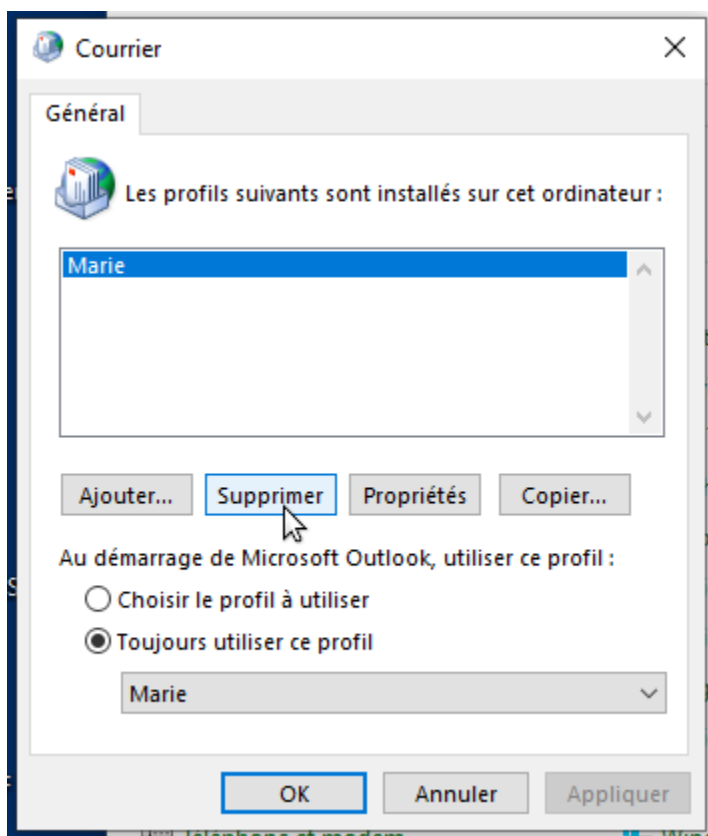 Courrier
Général
Les profils suivants sont installés sur cet ordinateur :
Marie
Ajouter... Supprimer Propriétés Copier...
Au démarrage de Microsoft Outlook, utiliser ce profil :
Choisir le profil à utiliser
Toujours utiliser ce profil
Marie
OK Annuler Appliquer